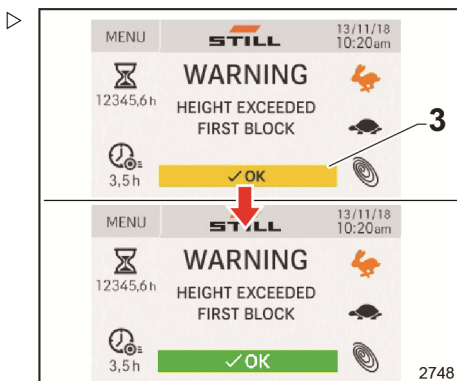 MENU STILL 13/11/18
10:20am
WARNING
12345,6h
HEIGHT EXCEEDED
FIRST BLOCK
3
✓OK
3,5h
MENU 13/11/18
10:20am
WARNING
12345,6h
HEIGHT EXCEEDED
FIRST BLOCK
✓OK
3,5h
2748